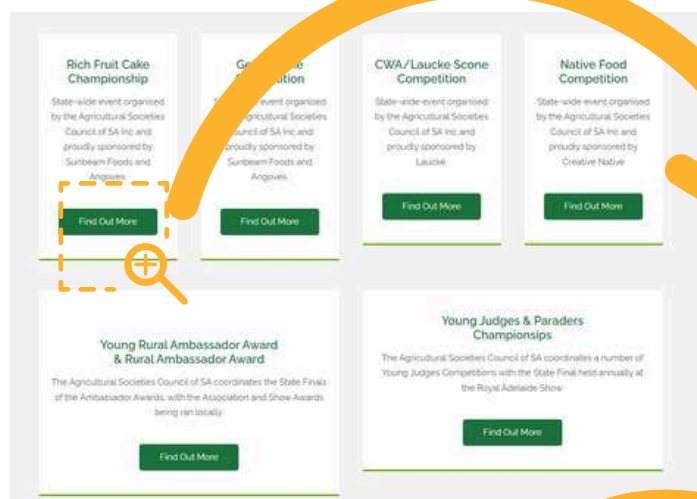 Rich Fruit Cake
Championship
State-wide event organised
by the Agricultural Societies
Council of SA Inc and
proudly sponsored by
Sunbeam Foods and
Angoves
Find Out More
event organised
Agricultural Societies
Council of SA Inc and
proudly sponsored by
Sunbeam Foods and
Angoves
Find Out More
CWA/Laucke Scone
Competition
State-wide event organised
by the Agricultural Societies
Council of SA Inc and
proudly sponsored by
Laucke
Find Out More
Native Food
Competition
State-wide event organised
by the Agricultural Societies
Council of SA Inc and
proudly sponsored by
Creative Native
Find Out More
Young Rural Ambassador Award
& Rural Ambassador Award
The Agricultural Societies Council of SA coordinates the State Finals
of the Ambassador Awards, with the Association and Show Awards
being ran locally
Find Out More
Young Judges & Paraders
Championsips
The Agricultural Societies Council of SA coordinates a number of
Young Judges Competitions with the State Final held annually at
the Royal Adelaide Show
Find Out More